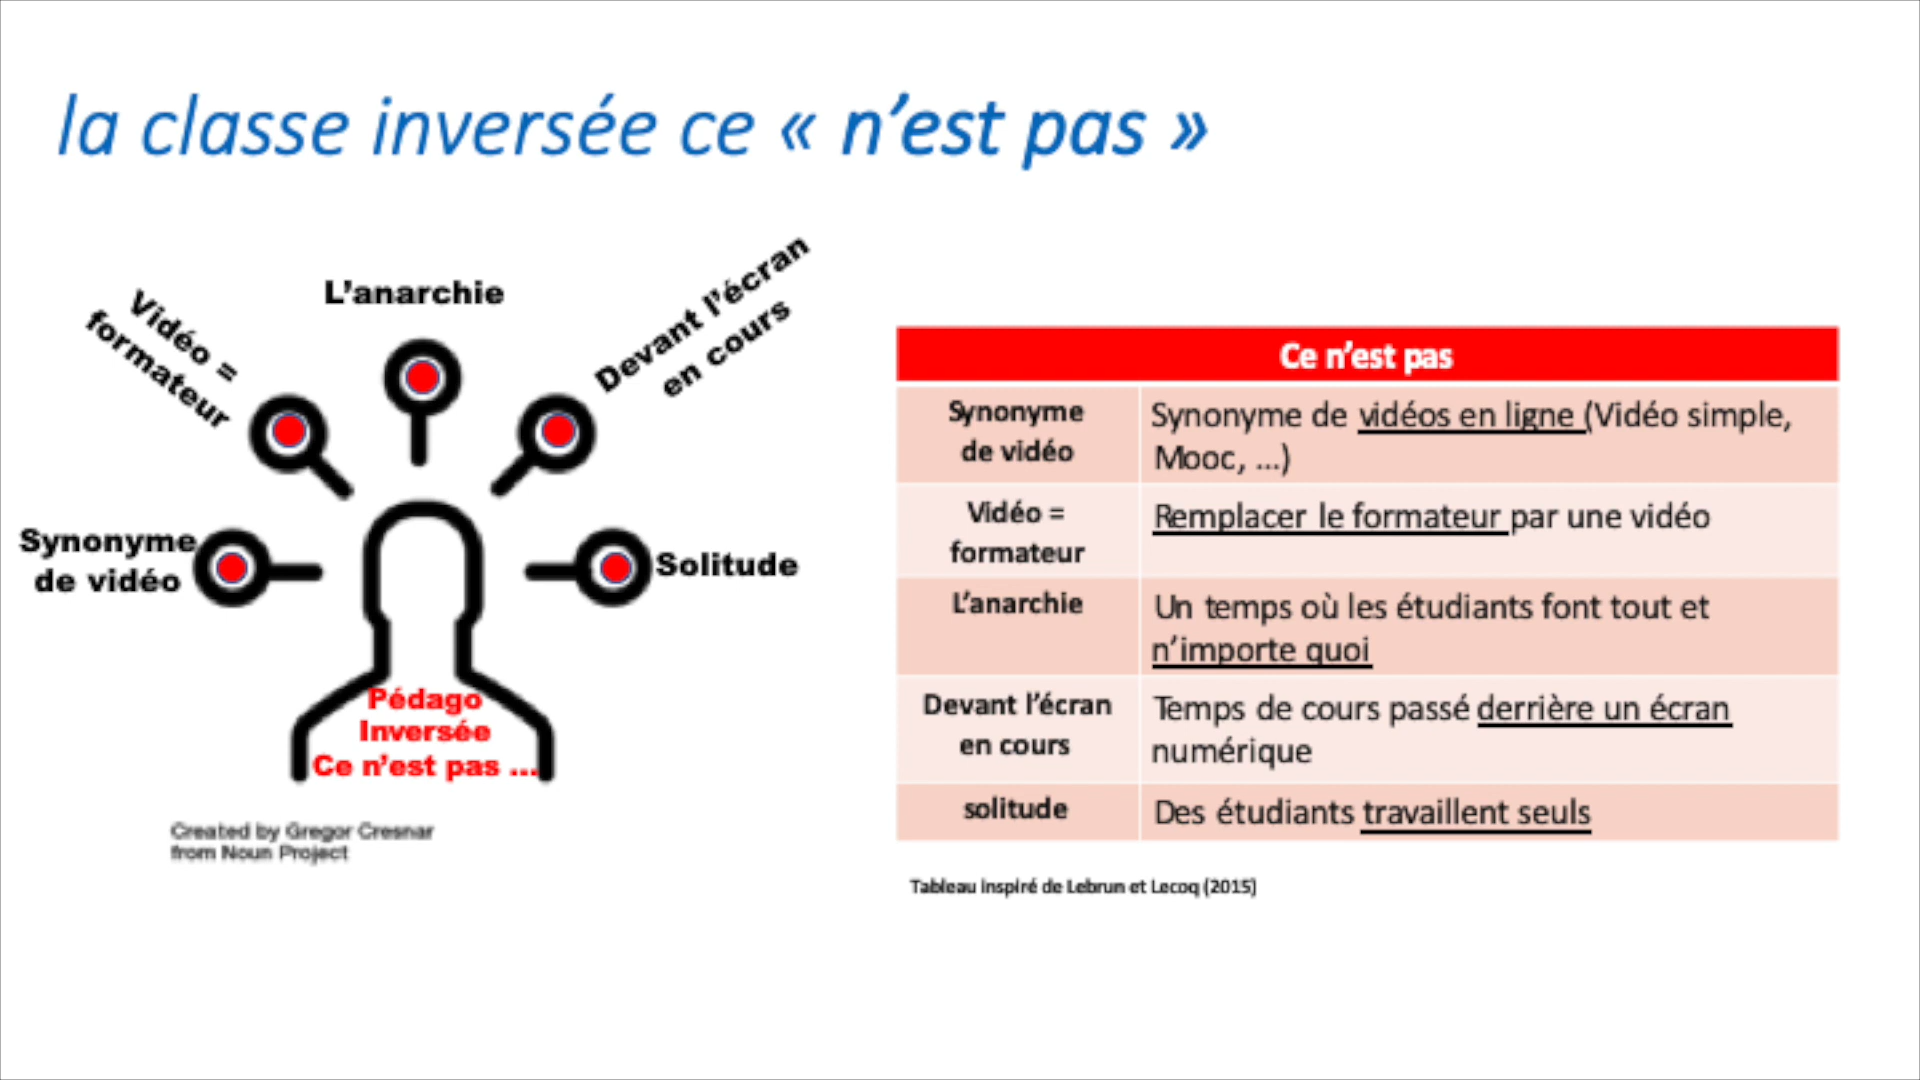 la classe inversée ce « n’est pas »
Vidéo =
formateur
L’anarchie
Devant l’écran
en cours
Synonyme
de vidéo
Solitude
Pédago
Inversée
Ce n’est pas ...
Created by Gregor Cresnar
from Noun Project
Ce n’est pas
Synonyme
de vidéo
Synonyme de vidéos en ligne (Vidéo simple,
Mooc, ...)
Vidéo =
formateur
Remplacer le formateur par une vidéo
L’anarchie
Un temps où les étudiants font tout et
n’importe quoi
Devant l’écran
en cours
Temps de cours passé derrière un écran
numérique
solitude
Des étudiants travaillent seuls
Tableau inspiré de Lebrun et Lecoq (2015)